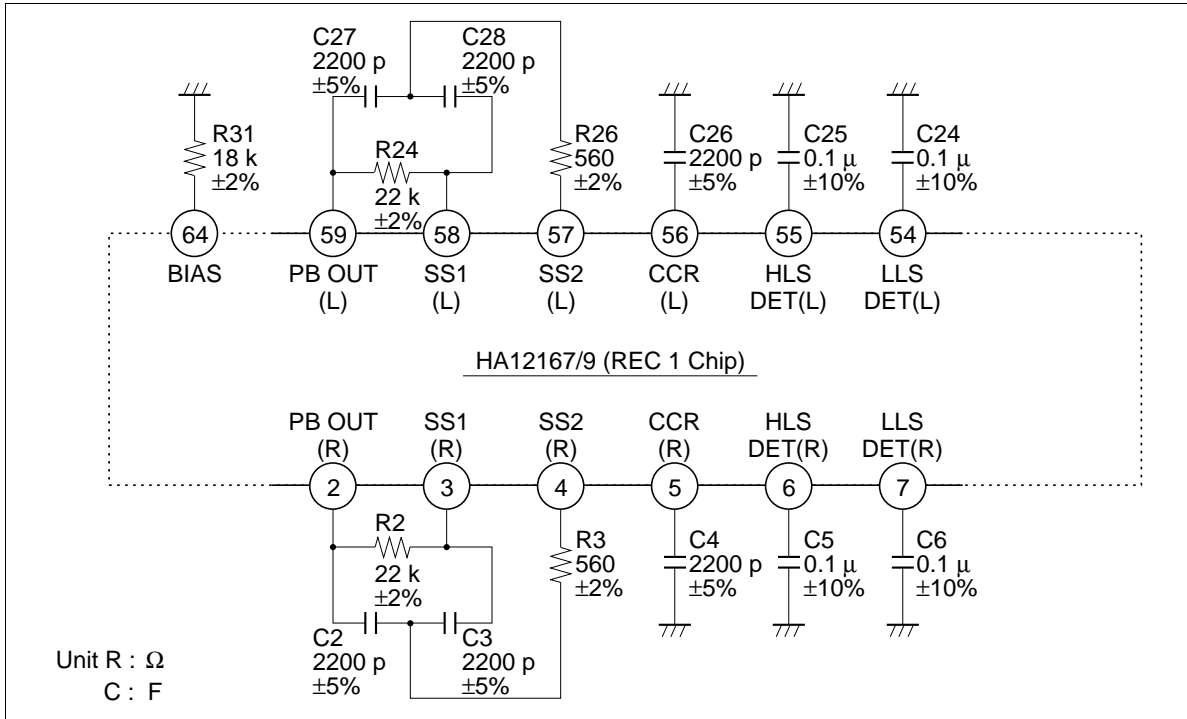 C27
2200 p
±5%
C28
2200 p
±5%
R31
18 k
±2%
R24
22 k
±2%
R26
560
±2%
C26
2200 p
±5%
C25
0.1 µ
±10%
C24
0.1 µ
±10%
64
59
58
57
56
55
54
BIAS
PB OUT
(L)
SS1
(L)
SS2
(L)
CCR
(L)
HLS
DET(L)
LLS
DET(L)
HA12167/9 (REC 1 Chip)
PB OUT
(R)
SS1
(R)
SS2
(R)
CCR
(R)
HLS
DET(R)
LLS
DET(R)
2
3
4
5
6
7
R2
22 k
±2%
R3
560
±2%
C4
2200 p
±5%
C5
0.1 µ
±10%
C6
0.1 µ
±10%
C2
2200 p
±5%
C3
2200 p
±5%
Unit R : Ω
C : F